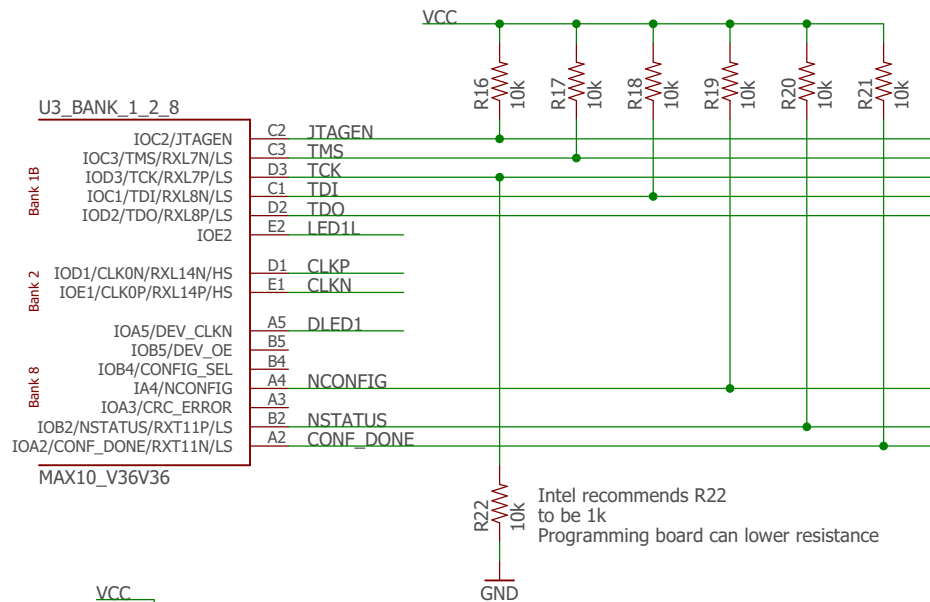 VCC
R16
10k
R17
10k
R18
10k
R19
10k
R20
10k
R21
10k
U3_BANK_1_2_8
Bank 1B
IOC2/JTAGEN C2 JTAGEN
IOC3/TMS/RXL7N/LS C3 TMS
IOD3/TCK/RXL7P/LS D3 TCK
IOC1/TDI/RXL8N/LS C1 TDI
IOD2/TDO/RXL8P/LS D2 TDO
IOE2 E2 LED1L
Bank 2
IOD1/CLK0N/RXL14N/HS D1 CLKP
IOE1/CLK0P/RXL14P/HS E1 CLKN
Bank 8
IOA5/DEV_CLKN A5 DLED1
IOB5/DEV_OE B5
IOB4/CONFIG_SEL B4
IA4/NCONFIG A4 NCONFIG
IOA3/CRC_ERROR A3
IOB2/NSTATUS/RXT11P/LS B2 NSTATUS
IOA2/CONF_DONE/RXT11N/LS A2 CONF_DONE
MAX10_V36V36
R22
10k
Intel recommends R22
to be 1k
Programming board can lower resistance
GND
VCC